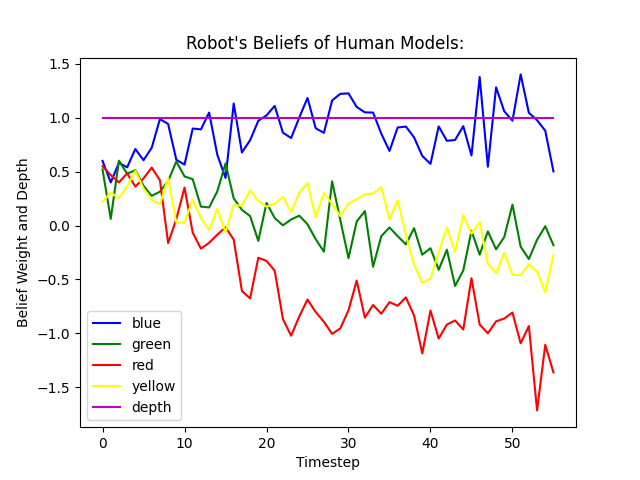 Robot's Beliefs of Human Models:
Belief Weight and Depth
1.5
1.0
0.5
0.0
−0.5
−1.0
−1.5
blue
green
red
yellow
depth
0 10 20 30 40 50
Timestep